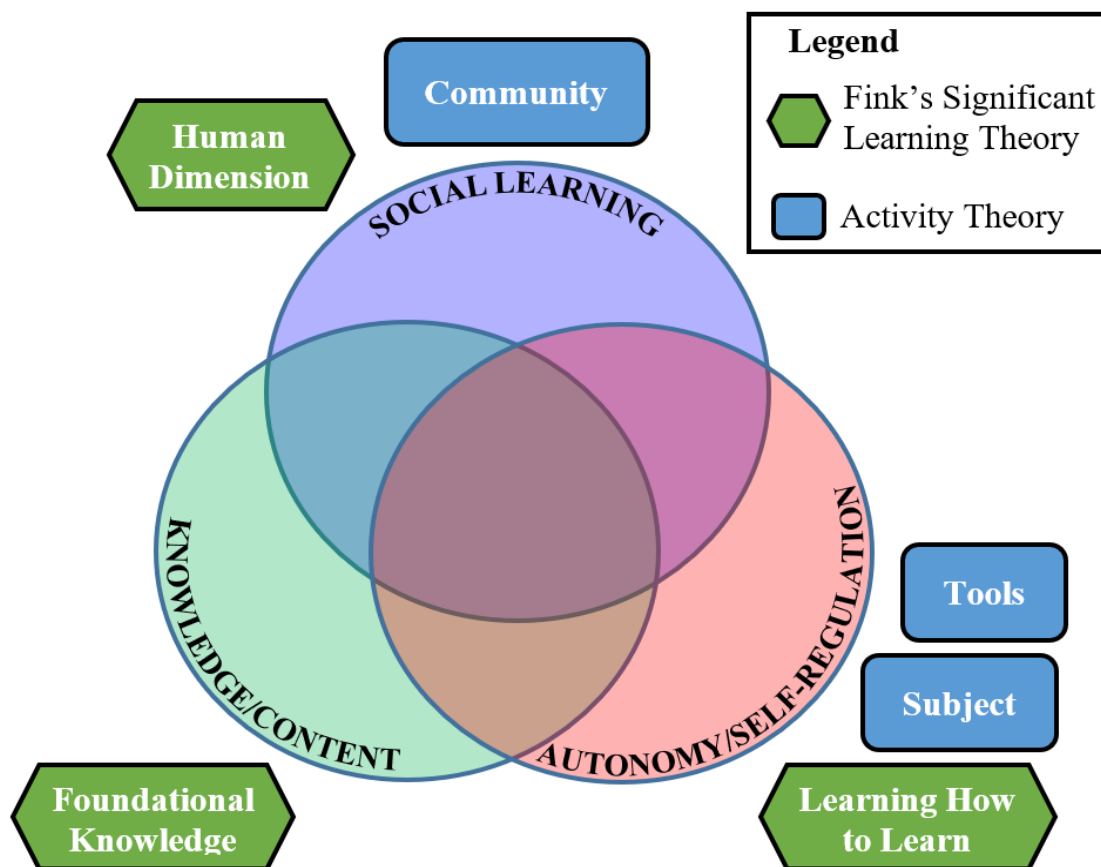 Legend
Fink's Significant
Learning Theory
Activity Theory
Community
Human
Dimension
SOCIAL LEARNING
KNOWLEDGE/CONTENT
AUTONOMY/SELF-REGULATION
Tools
Subject
Foundational
Knowledge
Learning How
to Learn